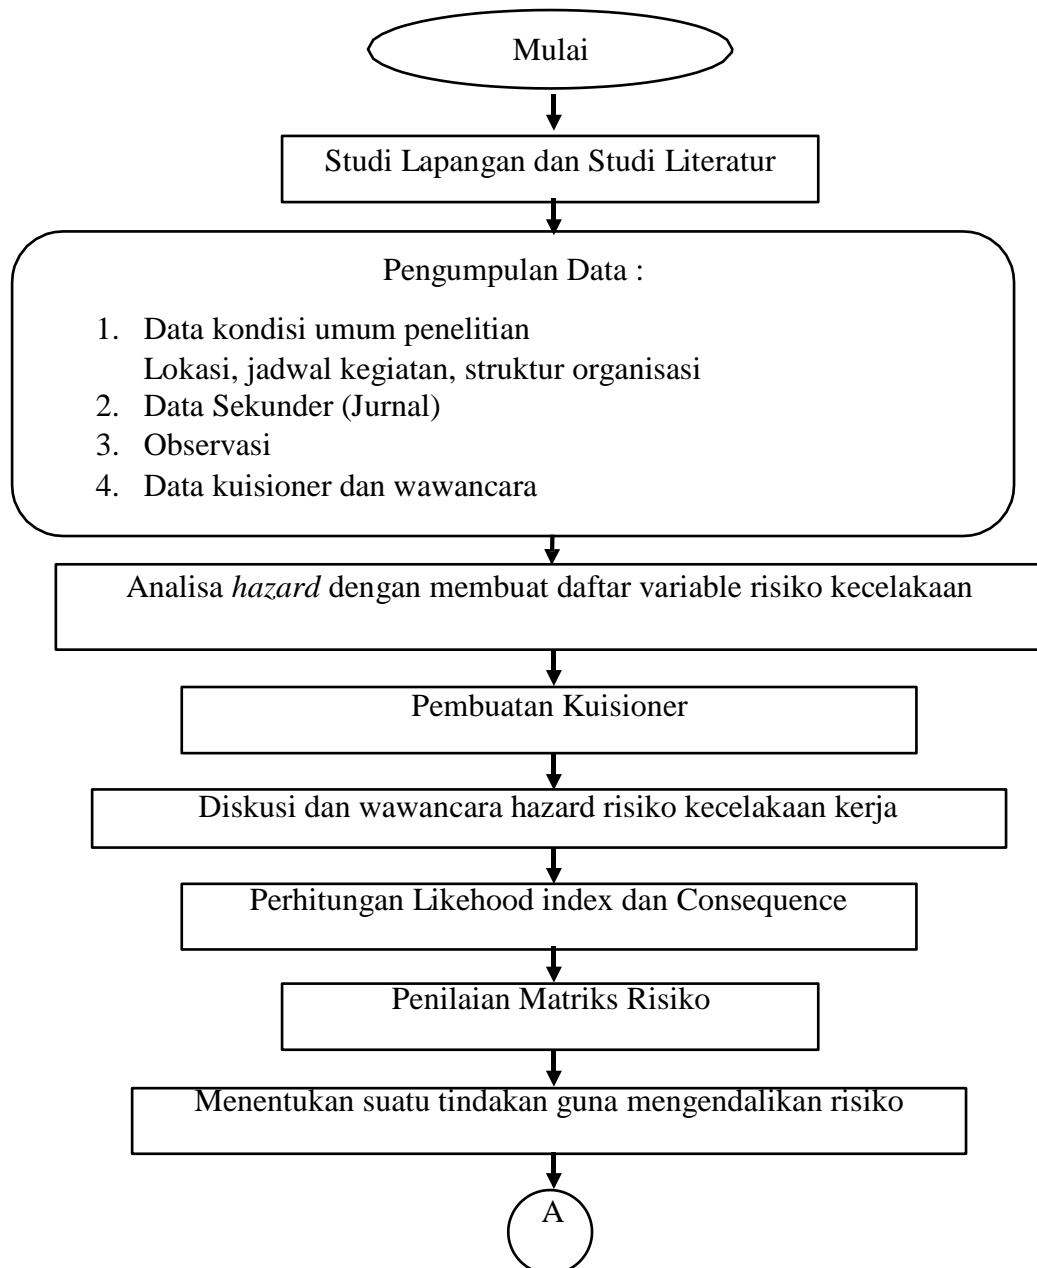 Mulai
Studi Lapangan dan Studi Literatur
Pengumpulan Data :
1. Data kondisi umum penelitian
Lokasi, jadwal kegiatan, struktur organisasi
2. Data Sekunder (Jurnal)
3. Observasi
4. Data kuisioner dan wawancara
Analisa hazard dengan membuat daftar variable risiko kecelakaan
Pembuatan Kuisioner
Diskusi dan wawancara hazard risiko kecelakaan kerja
Perhitungan Likehood index dan Consequence
Penilaian Matriks Risiko
Menentukan suatu tindakan guna mengendalikan risiko
A